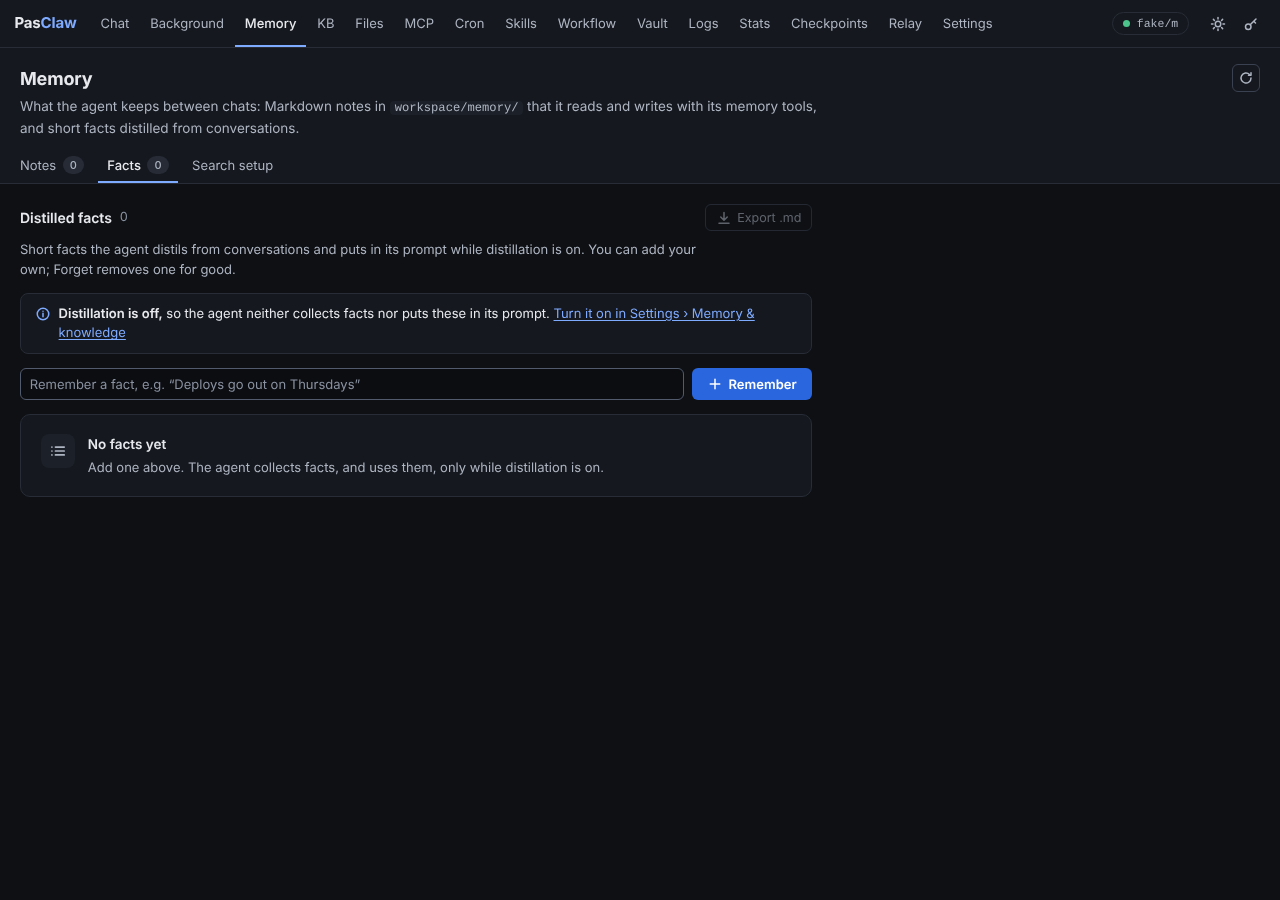 PasClaw Chat Background Memory KB Files MCP Cron Skills Workflow Vault Logs Stats Checkpoints Relay Settings fake/m
Memory
What the agent keeps between chats: Markdown notes in workspace/memory/ that it reads and writes with its memory tools,
and short facts distilled from conversations.
Notes 0 Facts 0 Search setup
Distilled facts 0 Export .md
Short facts the agent distils from conversations and puts in its prompt while distillation is on. You can add your
own; Forget removes one for good.
Distillation is off, so the agent neither collects facts nor puts these in its prompt. Turn it on in Settings › Memory &
knowledge
Remember a fact, e.g. “Deploys go out on Thursdays” Remember
No facts yet
Add one above. The agent collects facts, and uses them, only while distillation is on.